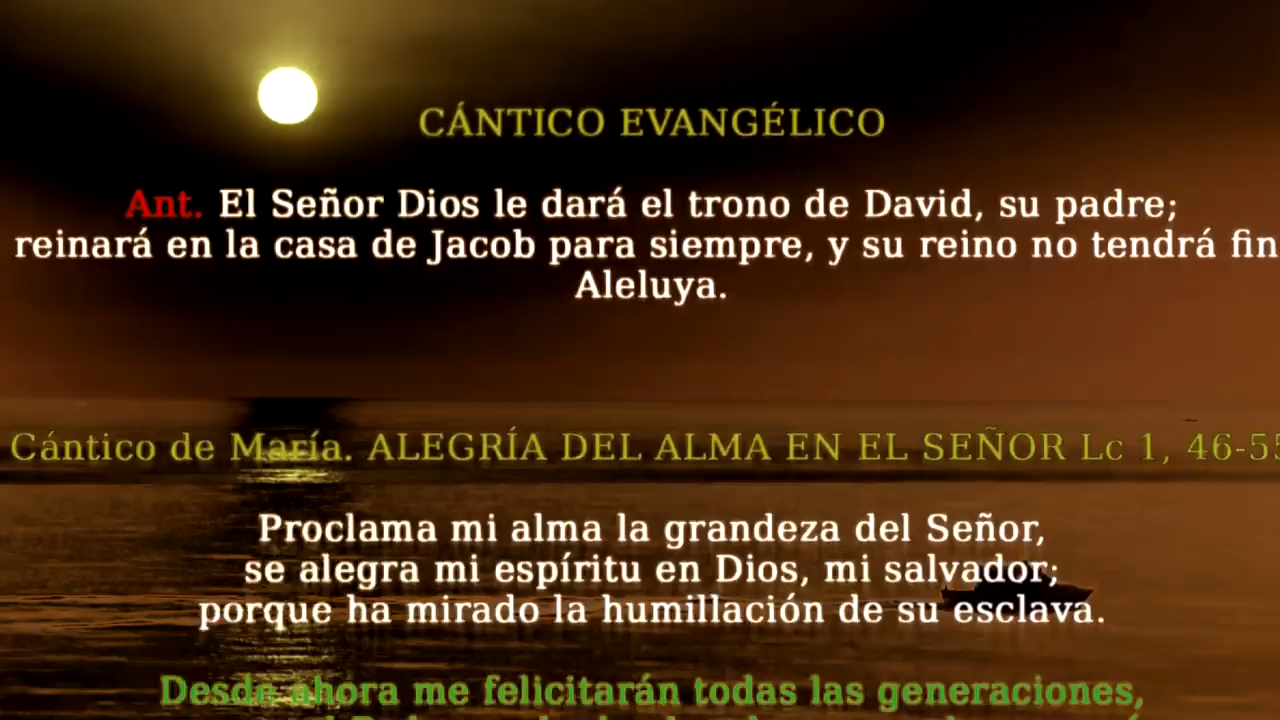 CÁNTICO EVANGÉLICO
Ant. El Señor Dios le dará el trono de David, su padre;
reinará en la casa de Jacob para siempre, y su reino no tendrá fin
Aleluya.
Cántico de María. ALEGRÍA DEL ALMA EN EL SEÑOR Lc 1, 46-55
Proclama mi alma la grandeza del Señor,
se alegra mi espíritu en Dios, mi salvador;
porque ha mirado la humillación de su esclava.
Desde ahora me felicitarán todas las generaciones,